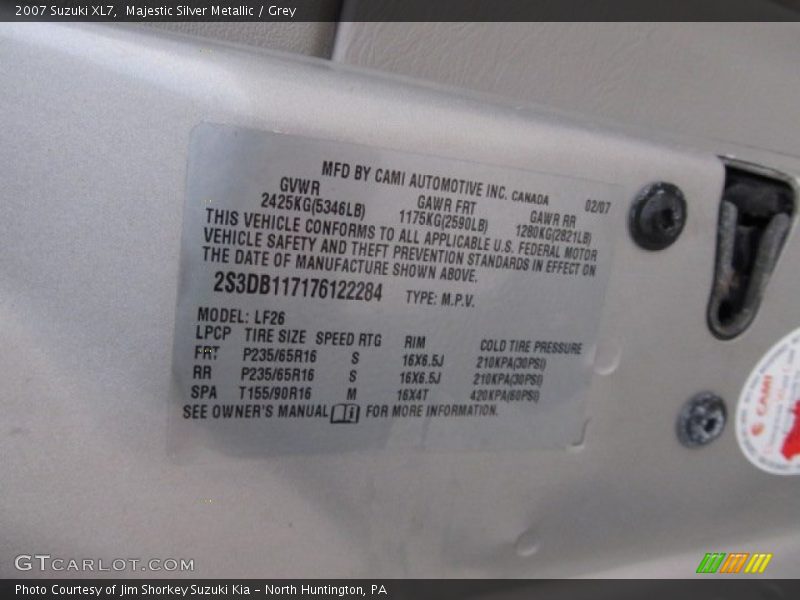 2007 Suzuki XL7, Majestic Silver Metallic / Grey
MFD BY CAMI AUTOMOTIVE INC. CANADA 02/07
GVWR GAWR FRT GAWR RR
2425KG(5346LB) 1175KG(2590LB) 1280KG(2821LB)
THIS VEHICLE CONFORMS TO ALL APPLICABLE U.S. FEDERAL MOTOR
VEHICLE SAFETY AND THEFT PREVENTION STANDARDS IN EFFECT ON
THE DATE OF MANUFACTURE SHOWN ABOVE.
2S3DB117176122284 TYPE: M.P.V.
MODEL: LF26
LPCP TIRE SIZE SPEED RTG RIM COLD TIRE PRESSURE
FRT P235/65R16 S 16X6.5J 210KPA(30PSI)
RR P235/65R16 S 16X6.5J 210KPA(30PSI)
SPA T155/90R16 M 16X4T 420KPA(60PSI)
SEE OWNER'S MANUAL FOR MORE INFORMATION.
CAMI
GTCARLOT.COM
Photo Courtesy of Jim Shorkey Suzuki Kia - North Huntington, PA